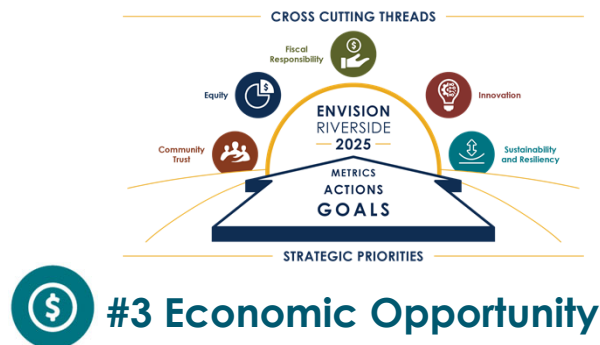 CROSS CUTTING THREADS
Fiscal
Responsibility
$
Equity
$
Innovation
Community
Trust
Sustainability
and Resiliency
ENVISION
RIVERSIDE
2025
METRICS
ACTIONS
GOALS
STRATEGIC PRIORITIES
$
#3 Economic Opportunity